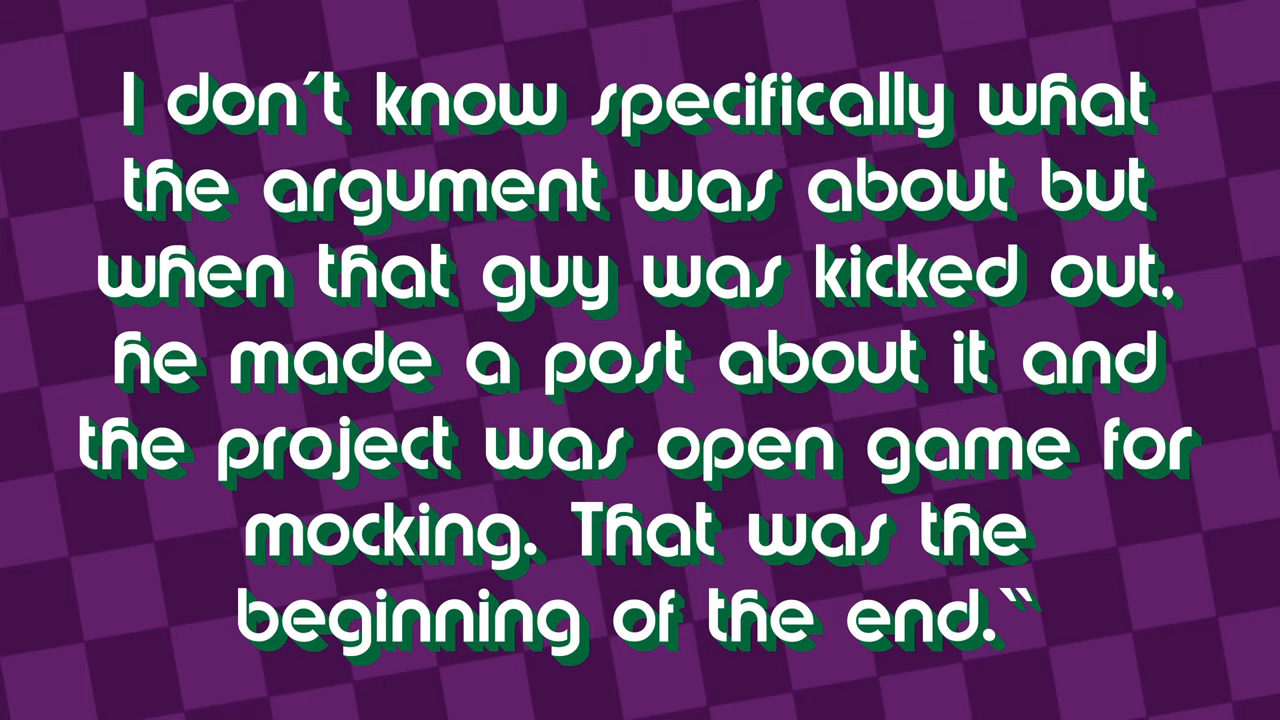 I don't know specifically what
the argument was about but
when that guy was kicked out,
he made a post about it and
the project was open game for
mocking. That was the
beginning of the end."